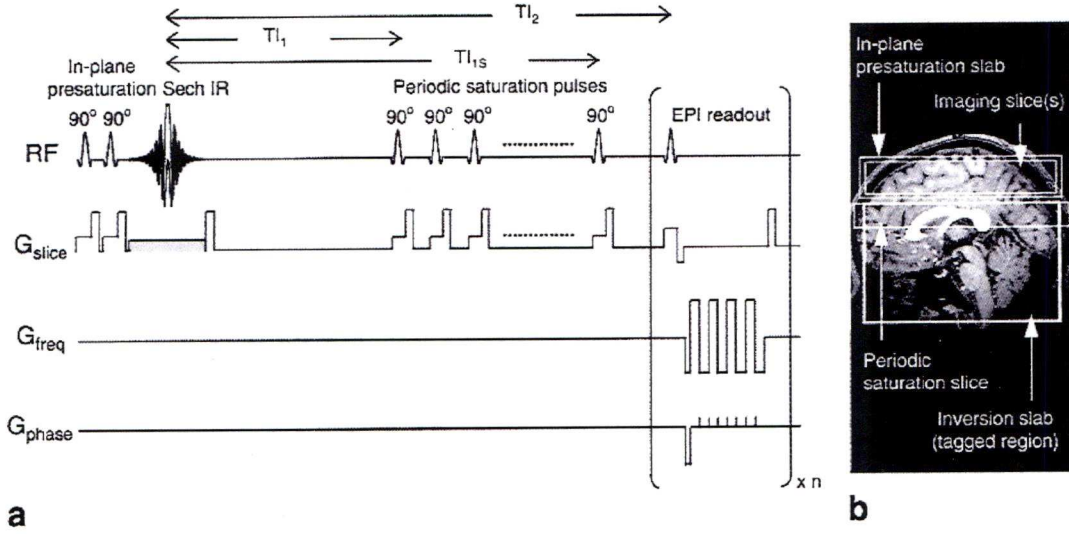 TI2
TI1
TI1S
In-plane
presaturation Sech IR
Periodic saturation pulses
90° 90°
90° 90° 90°
90°
EPI readout
RF
Gslice
Gfreq
Gphase
x n
a
In-plane
presaturation slab
Imaging slice(s)
Periodic
saturation slice
Inversion slab
(tagged region)
b